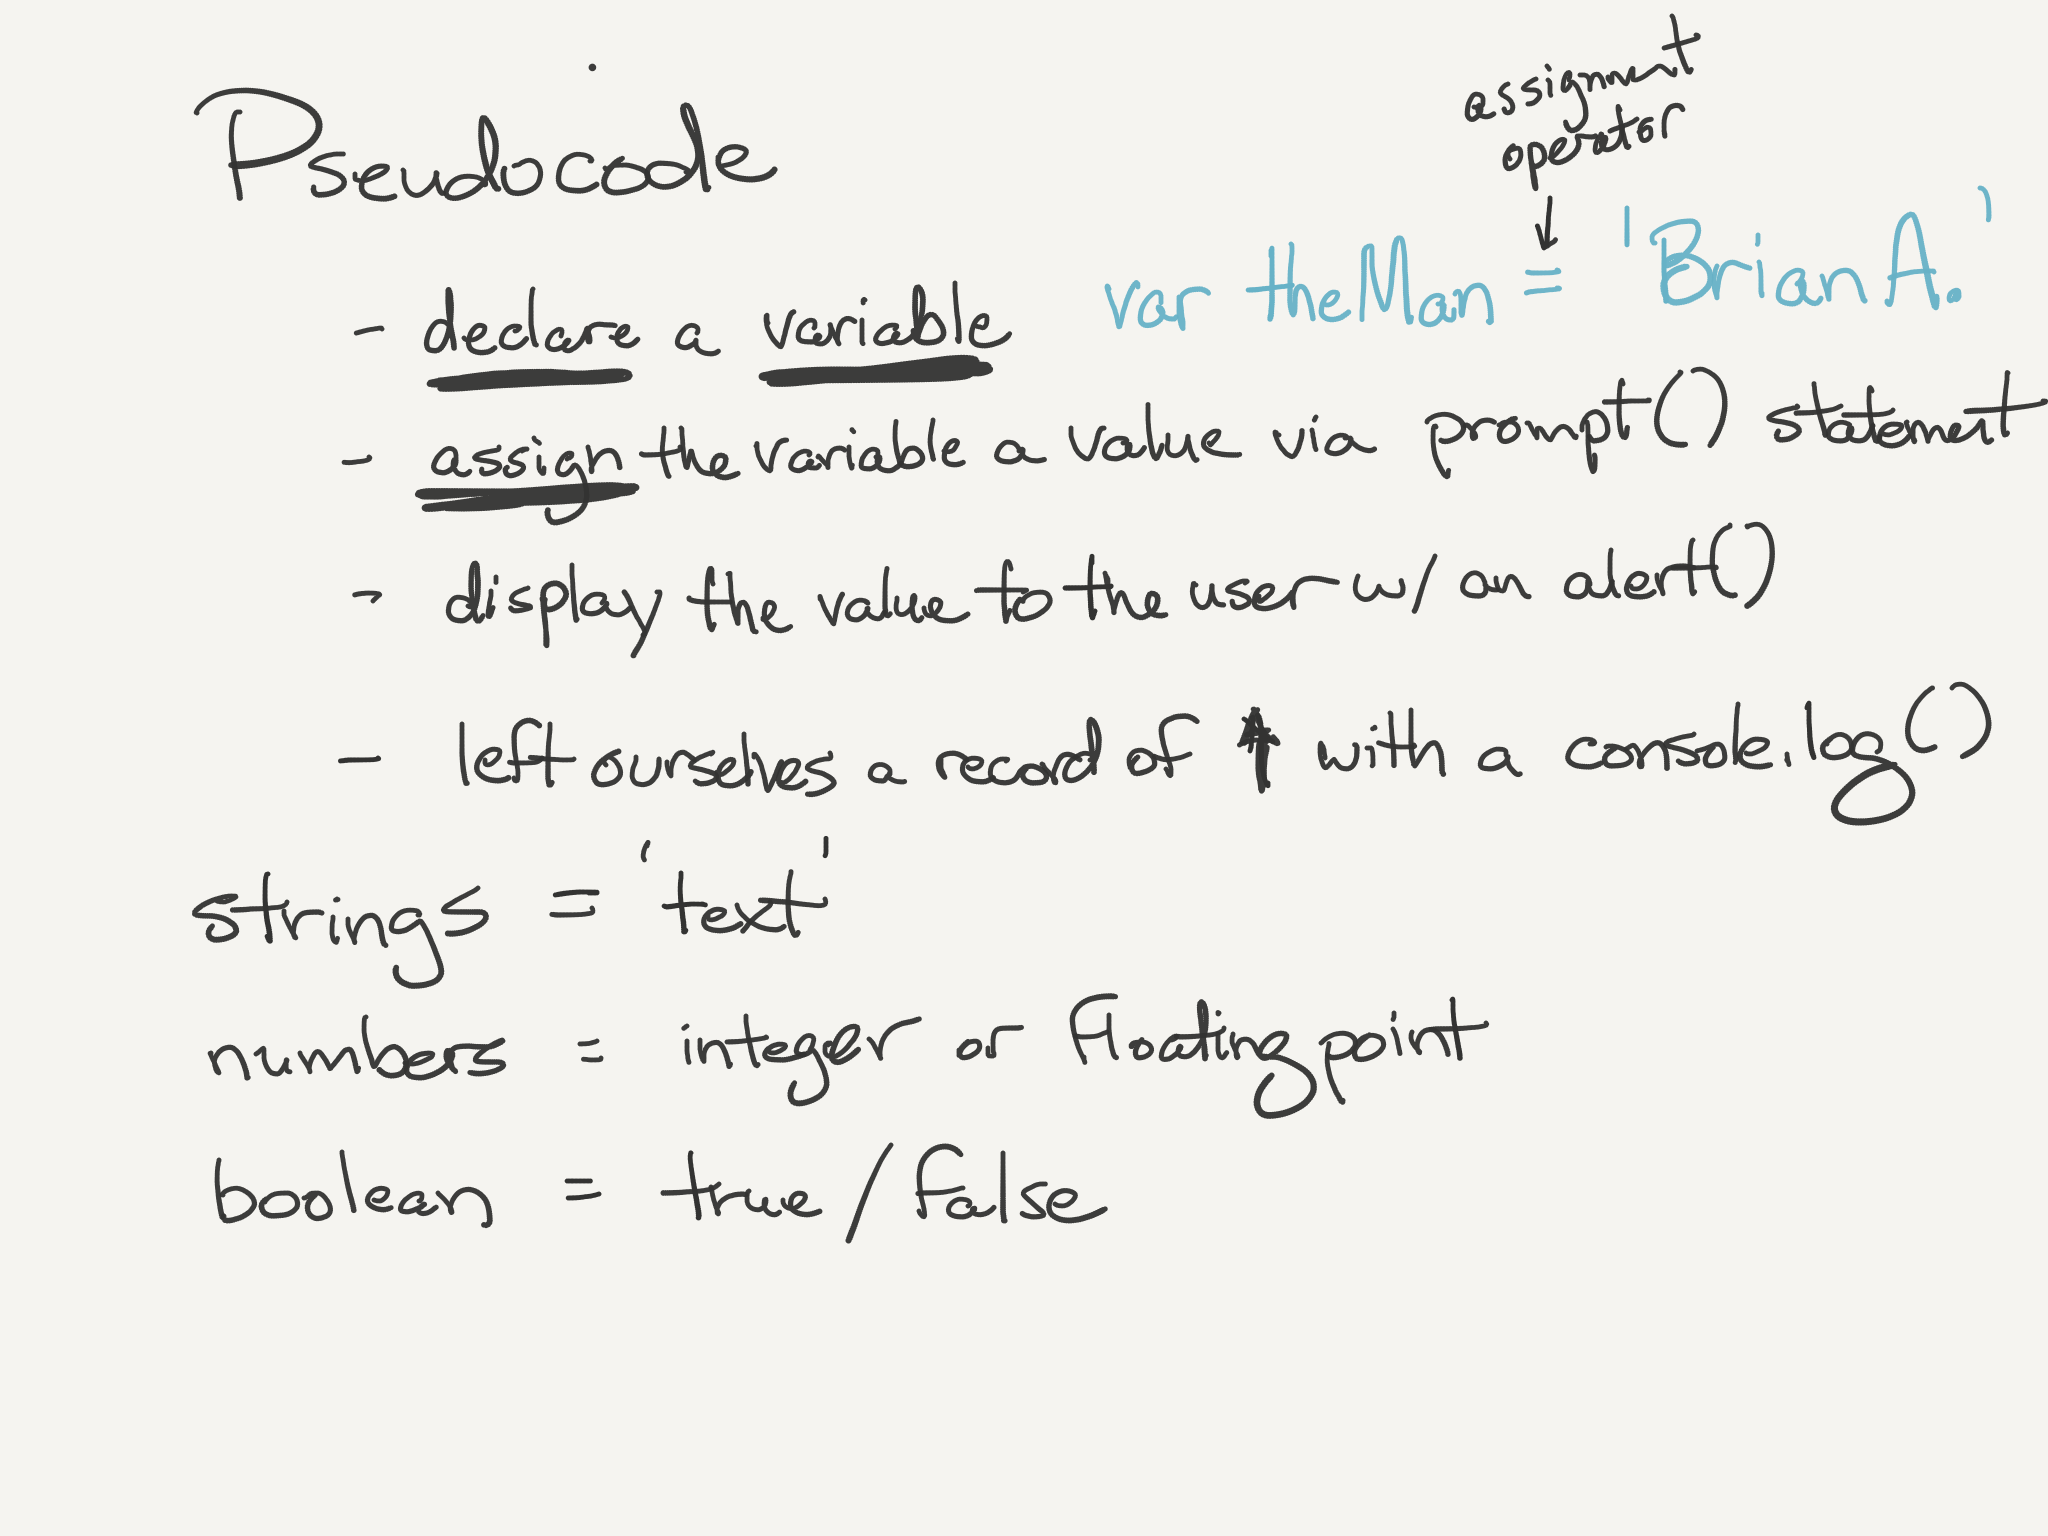 Pseudocode
assignment
operator
- declare a variable
var theMan = 'Brian A.'
- assign the variable a value via prompt() statement
- display the value to the user w/ an alert()
- left ourselves a record of ↑ with a console.log()
strings = 'text'
numbers = integer or floating point
boolean = true/false